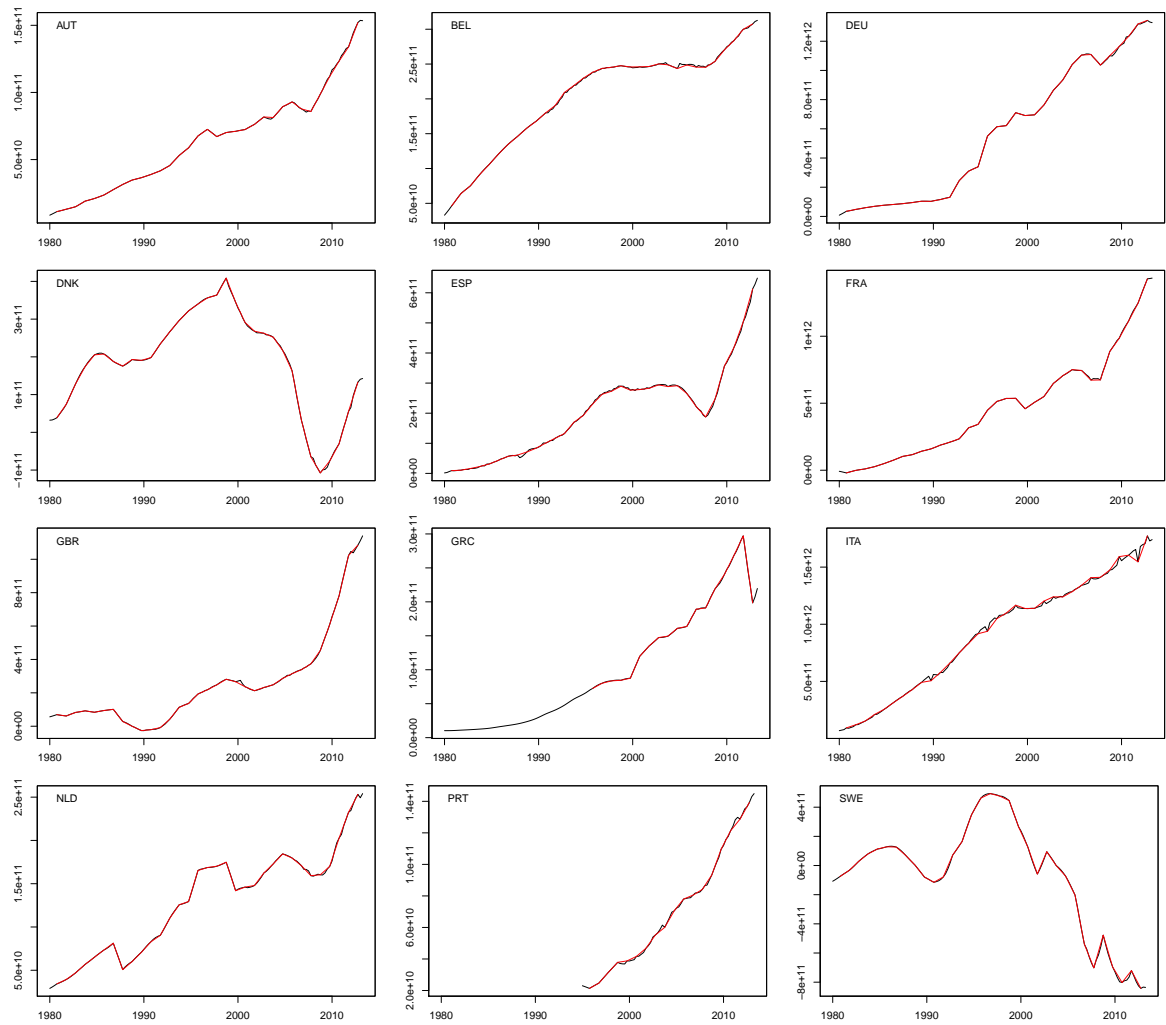 AUT
5.0e+10 1.0e+11 1.5e+11
1980 1990 2000 2010
BEL
5.0e+10 1.5e+11 2.5e+11
1980 1990 2000 2010
DEU
0.0e+00 4.0e+11 8.0e+11 1.2e+12
1980 1990 2000 2010
DNK
−1e+11 1e+11 3e+11
1980 1990 2000 2010
ESP
0e+00 2e+11 4e+11 6e+11
1980 1990 2000 2010
FRA
0e+00 5e+11 1e+12
1980 1990 2000 2010
GBR
0e+00 4e+11 8e+11
1980 1990 2000 2010
GRC
0.0e+00 1.0e+11 2.0e+11 3.0e+11
1980 1990 2000 2010
ITA
5.0e+11 1.0e+12 1.5e+12
1980 1990 2000 2010
NLD
5.0e+10 1.5e+11 2.5e+11
1980 1990 2000 2010
PRT
2.0e+10 6.0e+10 1.0e+11 1.4e+11
1980 1990 2000 2010
SWE
−8e+11 −4e+11 0e+00 4e+11
1980 1990 2000 2010